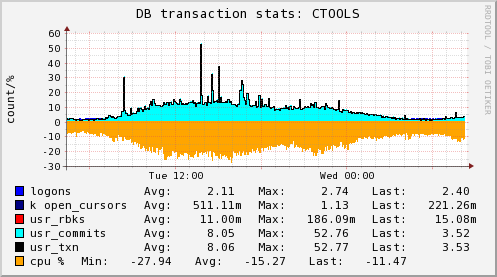 DB transaction stats: CTOOLS
RRDTOOL / TOBI OETIKER
count/%
60
50
40
30
20
10
0
-10
-20
-30
Tue 12:00 Wed 00:00
logons Avg: 2.11 Max: 2.74 Last: 2.40
k open_cursors Avg: 511.11m Max: 1.13 Last: 221.26m
usr_rbks Avg: 11.00m Max: 186.09m Last: 15.08m
usr_commits Avg: 8.05 Max: 52.76 Last: 3.52
usr_txn Avg: 8.06 Max: 52.77 Last: 3.53
cpu % Min: -27.94 Avg: -15.27 Last: -11.47